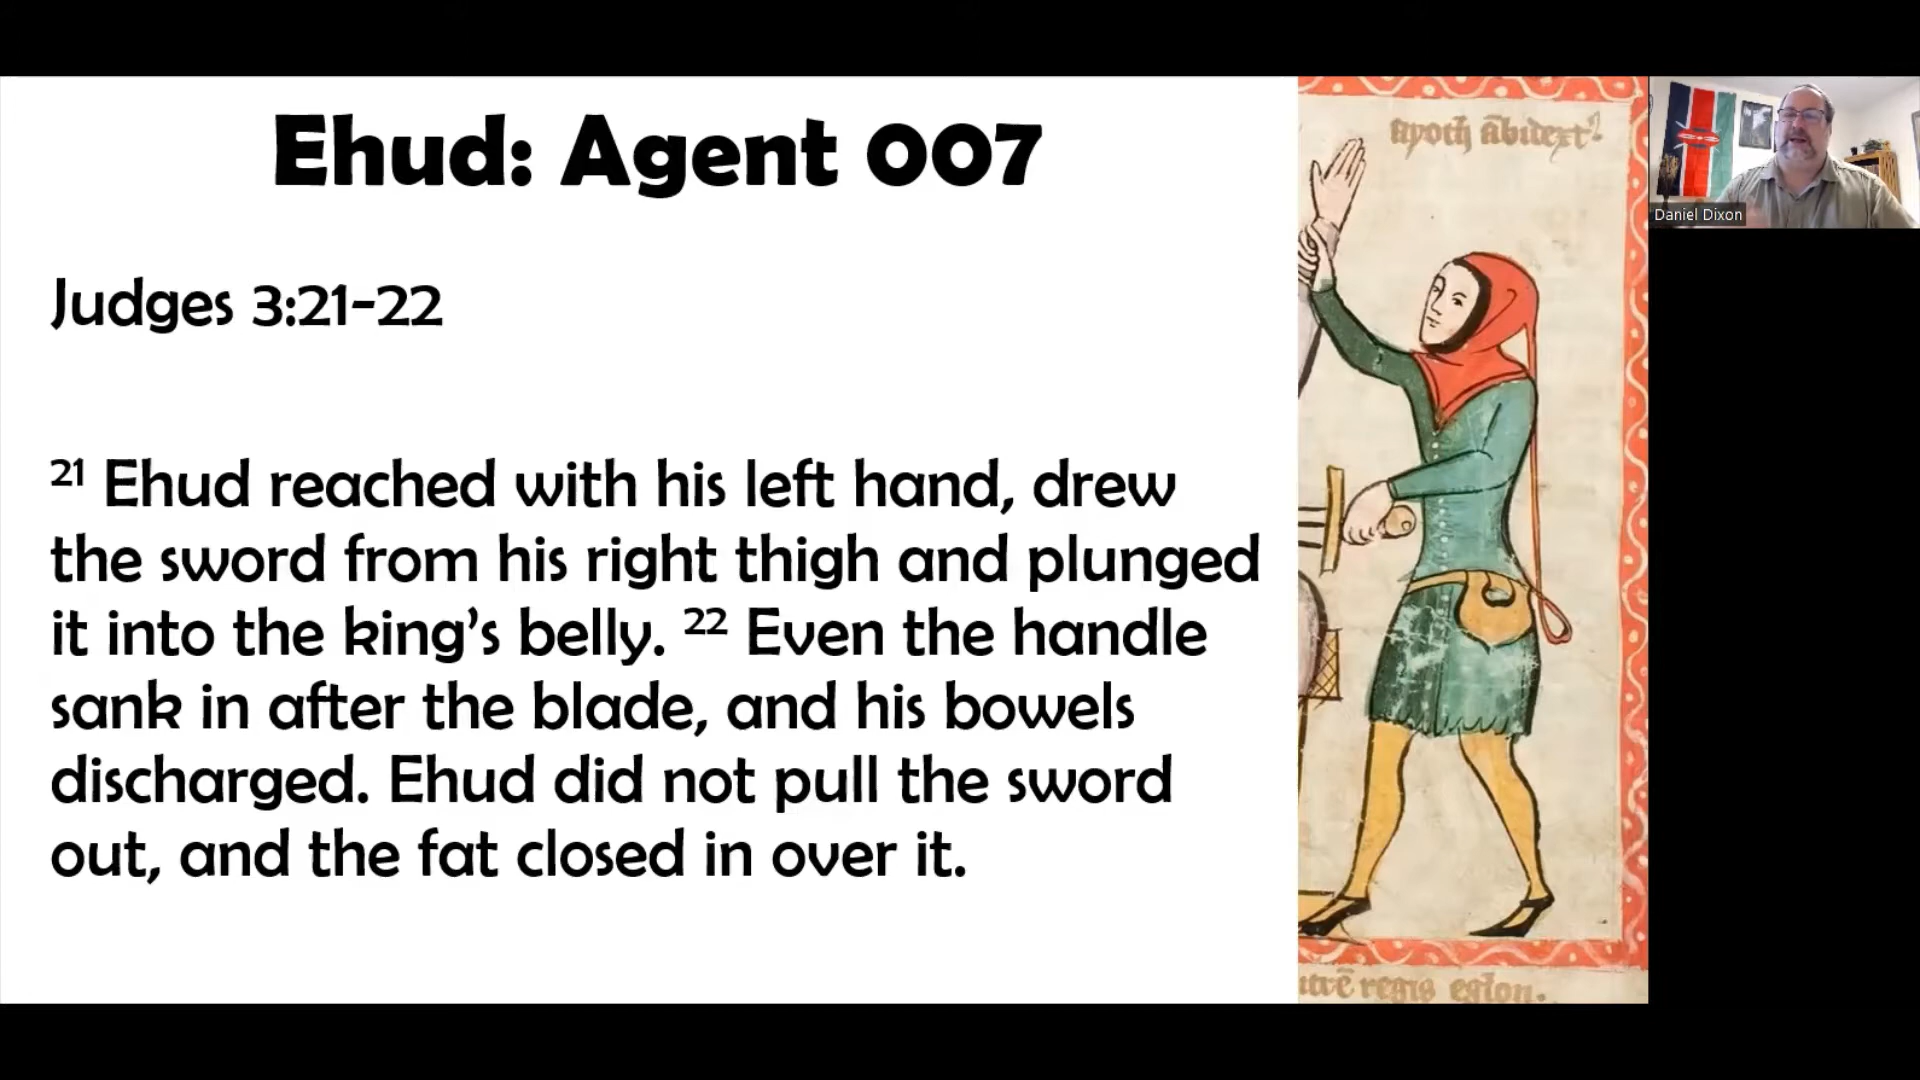 Ehud: Agent 007
Judges 3:21-22
21 Ehud reached with his left hand, drew
the sword from his right thigh and plunged
it into the king’s belly. 22 Even the handle
sank in after the blade, and his bowels
discharged. Ehud did not pull the sword
out, and the fat closed in over it.
regis eglon.
Daniel Dixon